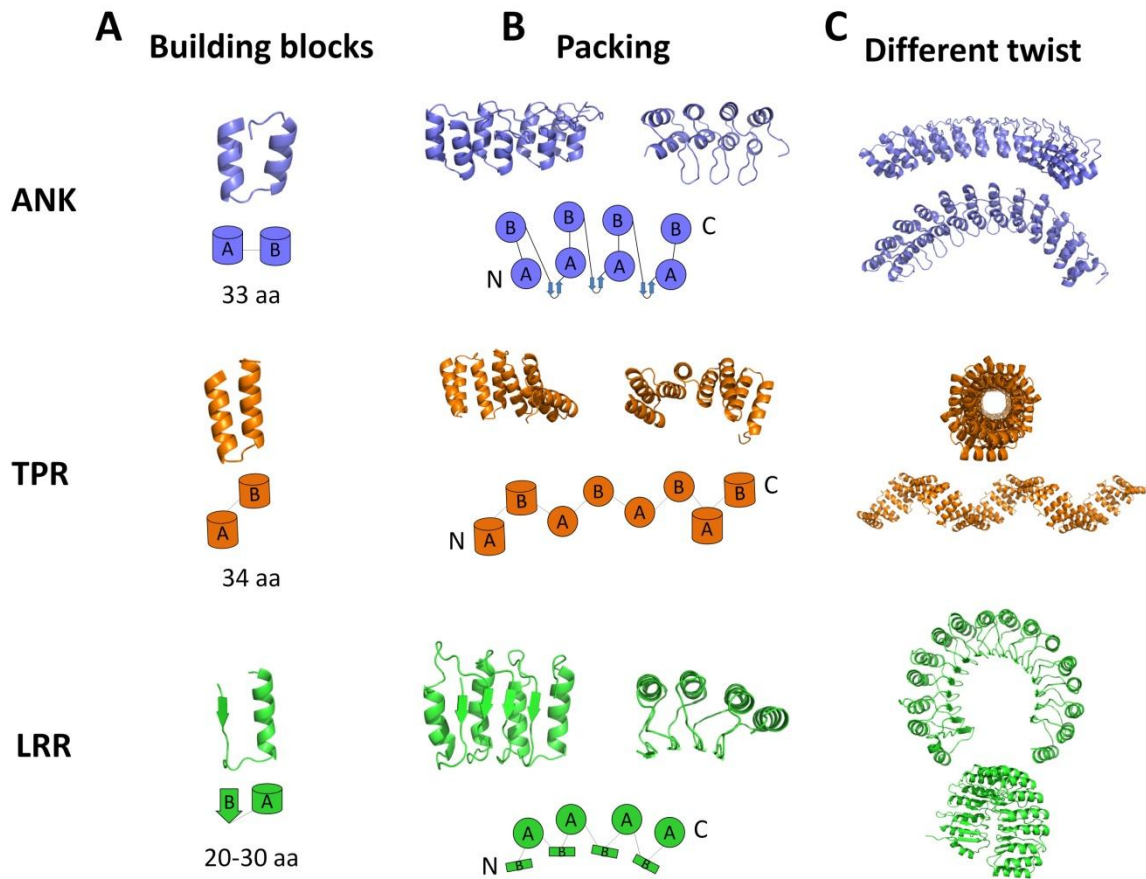 A Building blocks
B Packing
C Different twist
ANK
A B
33 aa
B B B B C
N A A A A
TPR
B
A
34 aa
B B B B C
N A A A A
LRR
B A
20-30 aa
A A A A C
N B B B B